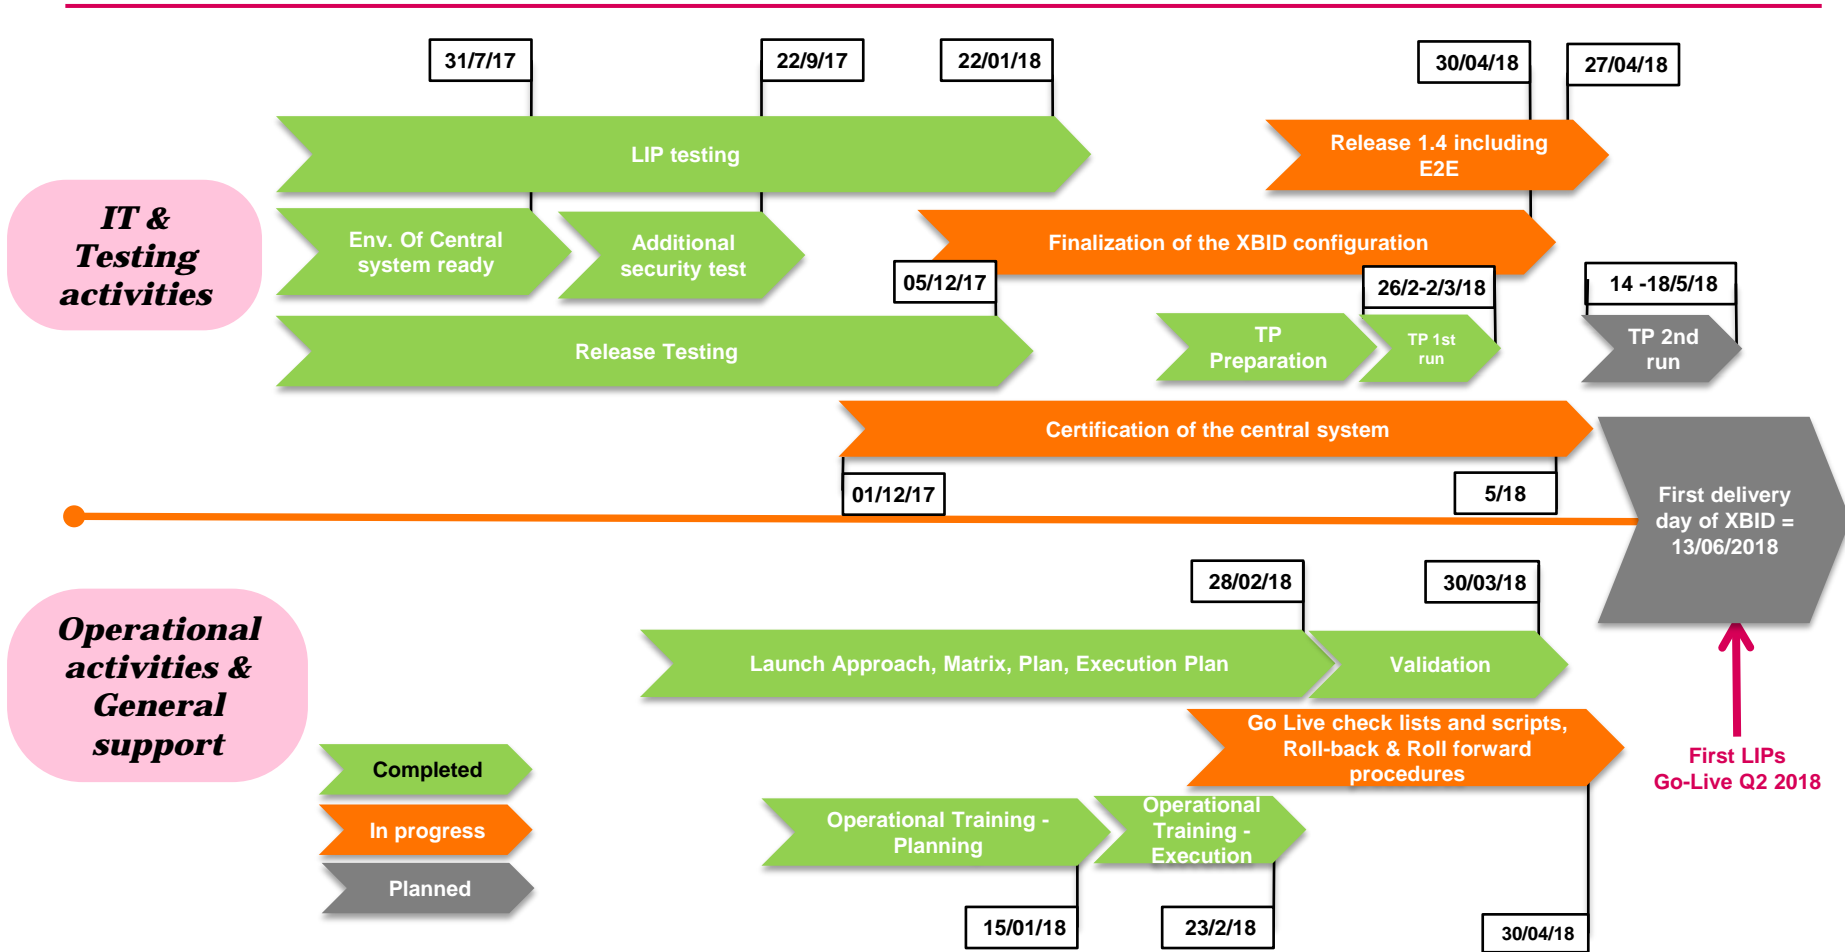 31/7/17
22/9/17
22/01/18
30/04/18
27/04/18
LIP testing
Release 1.4 including
E2E
IT &
Testing
activities
Env. Of Central
system ready
Additional
security test
Finalization of the XBID configuration
05/12/17
26/2-2/3/18
14 -18/5/18
Release Testing
TP
Preparation
TP 1st
run
TP 2nd
run
Certification of the central system
01/12/17
5/18
First delivery
day of XBID =
13/06/2018
28/02/18
30/03/18
Operational
activities &
General
support
Launch Approach, Matrix, Plan, Execution Plan
Validation
Go Live check lists and scripts,
Roll-back & Roll forward
procedures
First LIPs
Go-Live Q2 2018
Completed
In progress
Planned
Operational Training -
Planning
Operational
Training -
Execution
15/01/18
23/2/18
30/04/18